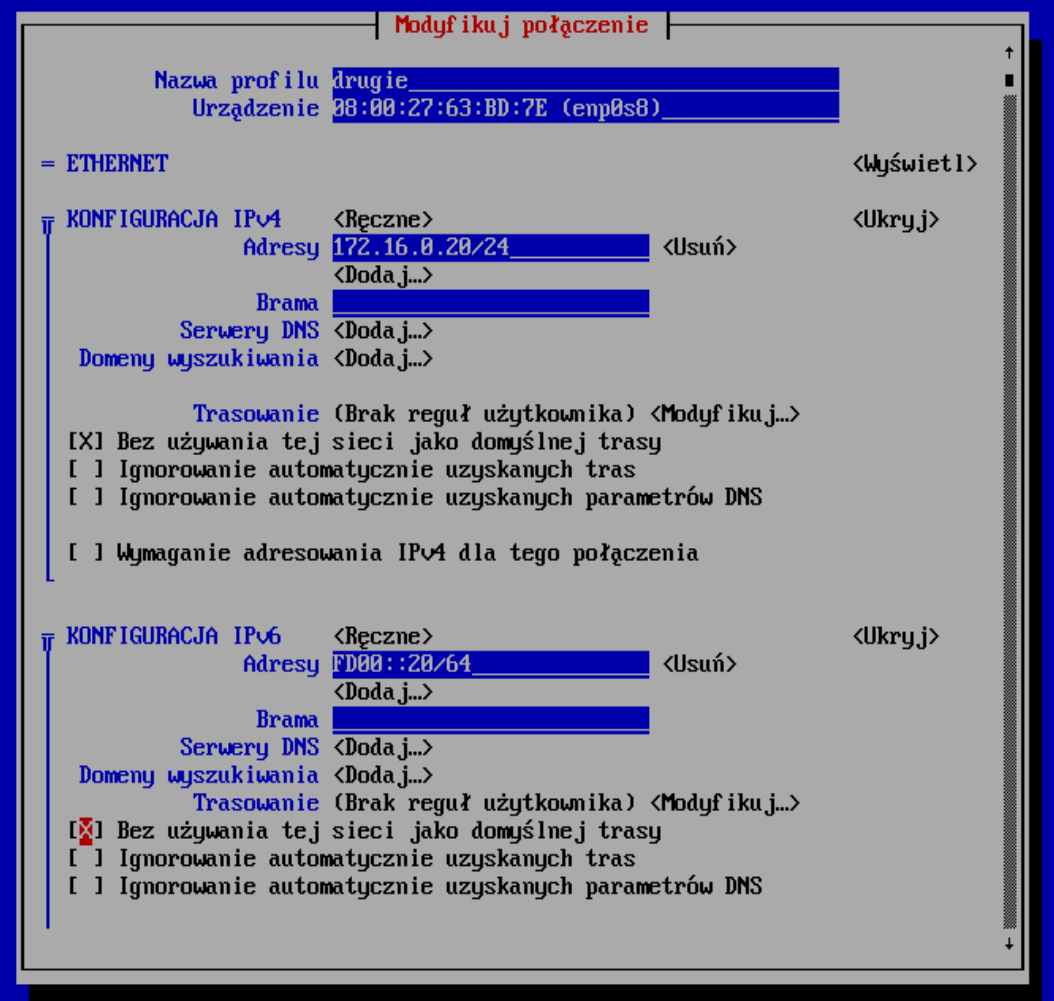 Modyfikuj połączenie
Nazwa profilu drugie
Urządzenie 08:00:27:63:BD:7E (enp0s8)
= ETHERNET <Wyświetl>
KONFIGURACJA IPv4 <Ręczne> <Ukryj>
Adresy 172.16.0.20/24 <Usuń>
<Dodaj…>
Brama
Serwery DNS <Dodaj…>
Domeny wyszukiwania <Dodaj…>
Trasowanie (Brak reguł użytkownika) <Modyfikuj…>
[X] Bez używania tej sieci jako domyślnej trasy
[ ] Ignorowanie automatycznie uzyskanych tras
[ ] Ignorowanie automatycznie uzyskanych parametrów DNS
[ ] Wymaganie adresowania IPv4 dla tego połączenia
KONFIGURACJA IPv6 <Ręczne> <Ukryj>
Adresy FD00::20/64 <Usuń>
<Dodaj…>
Brama
Serwery DNS <Dodaj…>
Domeny wyszukiwania <Dodaj…>
Trasowanie (Brak reguł użytkownika) <Modyfikuj…>
[X] Bez używania tej sieci jako domyślnej trasy
[ ] Ignorowanie automatycznie uzyskanych tras
[ ] Ignorowanie automatycznie uzyskanych parametrów DNS